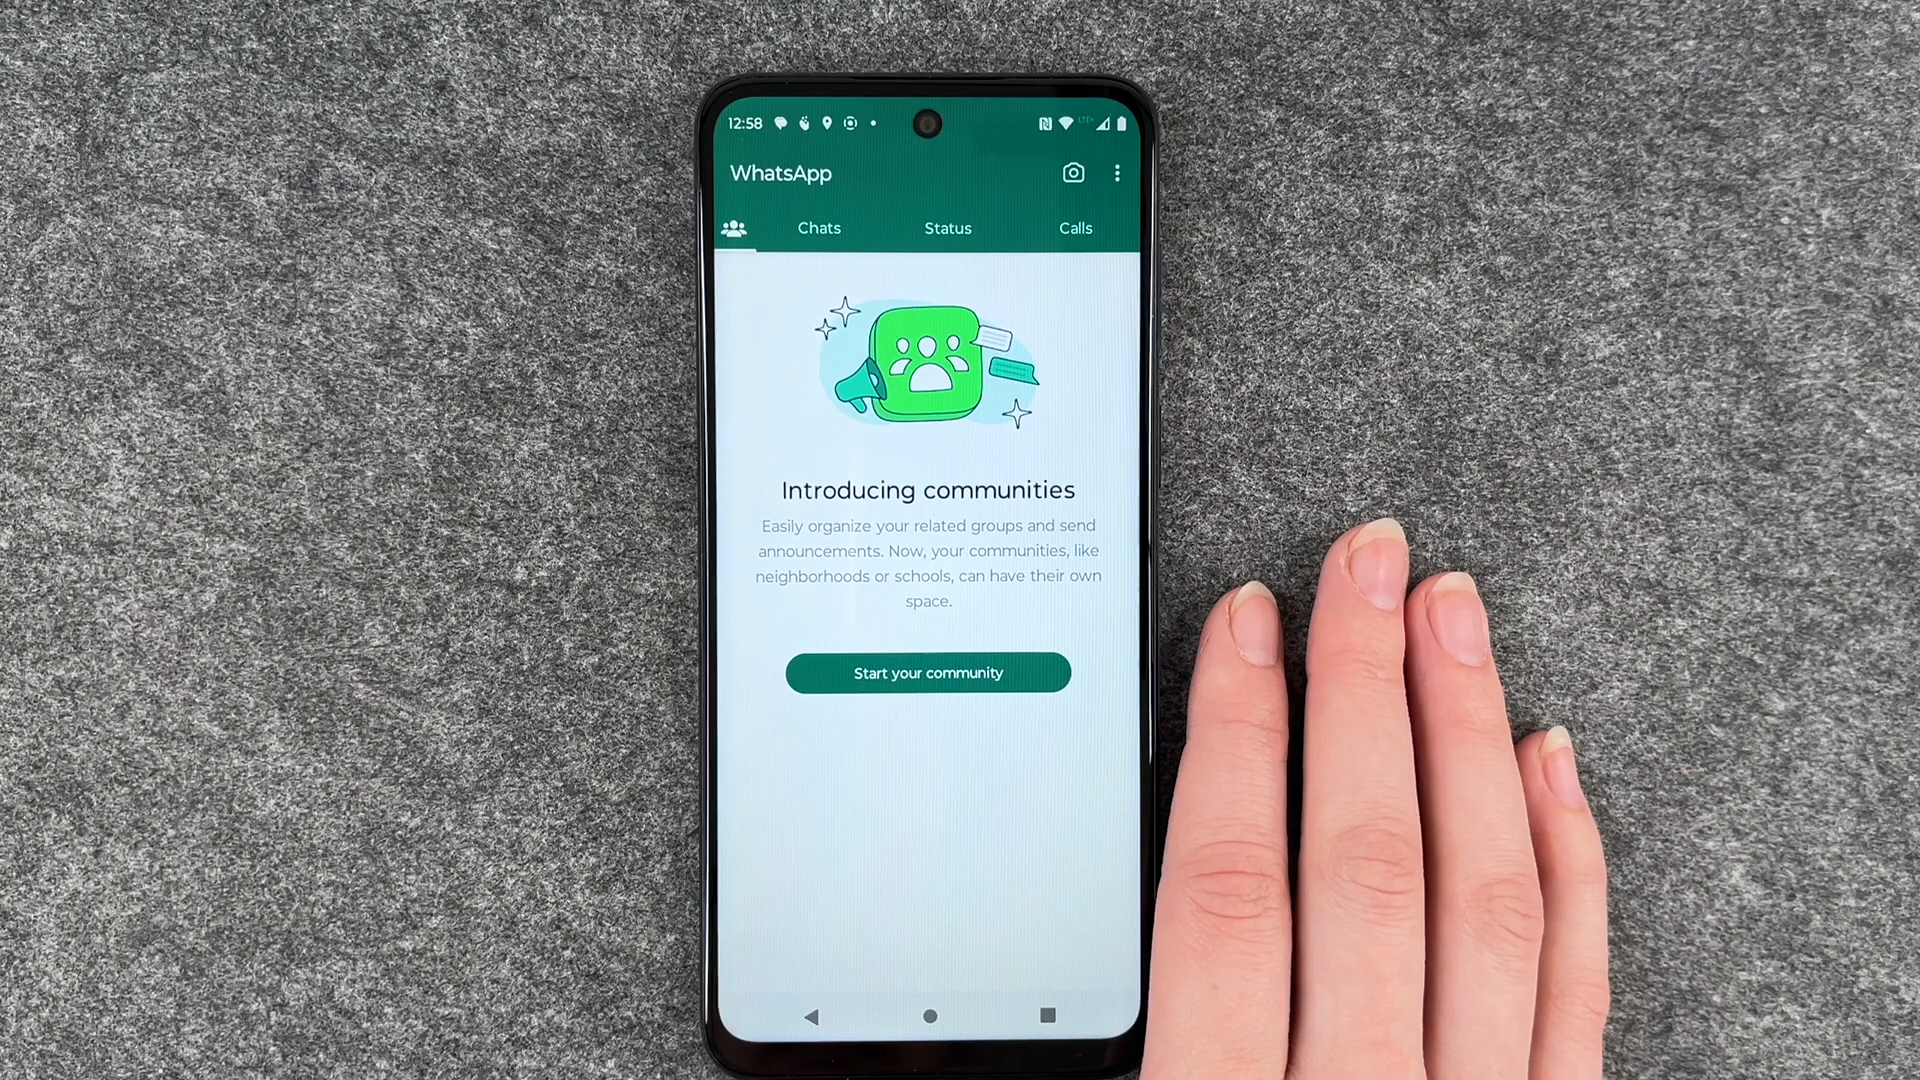 12:58
LTE+
WhatsApp
Chats Status Calls
Introducing communities
Easily organize your related groups and send
announcements. Now, your communities, like
neighborhoods or schools, can have their own
space.
Start your community